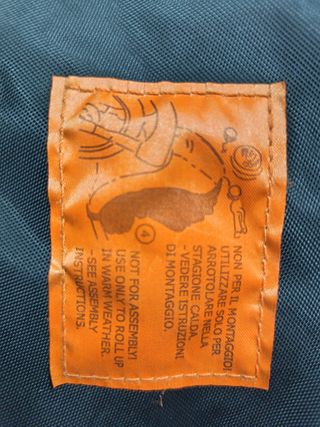 4
NON PER IL MONTAGGIO!
UTILIZZARE SOLO PER
ARROTOLARE NELLA
STAGIONE CALDA.
- VEDERE ISTRUZIONI
DI MONTAGGIO.
NOT FOR ASSEMBLY!
USE ONLY TO ROLL UP
IN WARM WEATHER.
- SEE ASSEMBLY
INSTRUCTIONS.